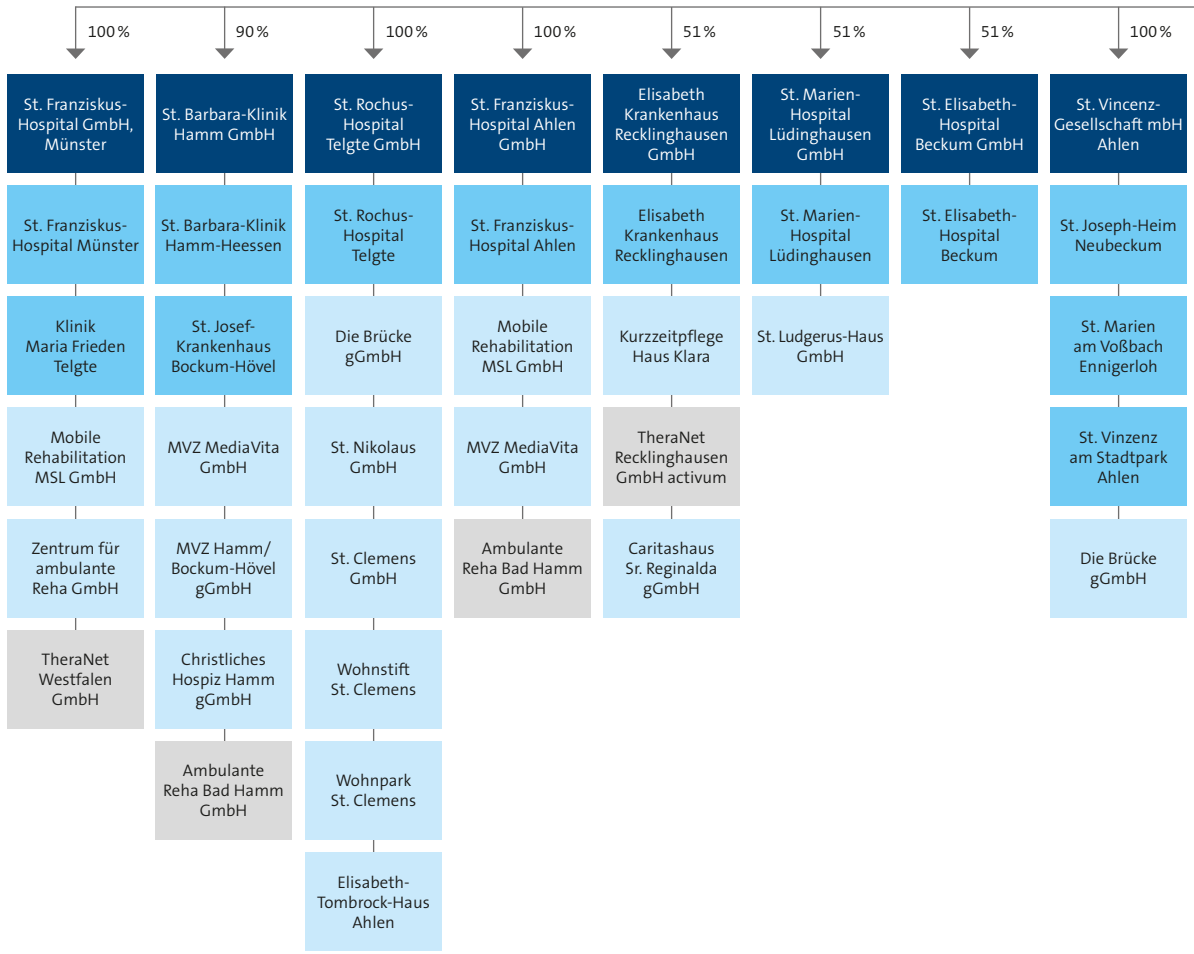 100 %
90 %
100 %
100 %
51 %
51 %
51 %
100 %
St. Franziskus-
Hospital GmbH,
Münster
St. Franziskus-
Hospital Münster
Klinik
Maria Frieden
Telgte
Mobile
Rehabilitation
MSL GmbH
Zentrum für
ambulante
Reha GmbH
TheraNet
Westfalen
GmbH
St. Barbara-Klinik
Hamm GmbH
St. Barbara-Klinik
Hamm-Heessen
St. Josef-
Krankenhaus
Bockum-Hövel
MVZ MediaVita
GmbH
MVZ Hamm/
Bockum-Hövel
gGmbH
Christliches
Hospiz Hamm
gGmbH
Ambulante
Reha Bad Hamm
GmbH
St. Rochus-
Hospital
Telgte GmbH
St. Rochus-
Hospital
Telgte
Die Brücke
gGmbH
St. Nikolaus
GmbH
St. Clemens
GmbH
Wohnstift
St. Clemens
Wohnpark
St. Clemens
Elisabeth-
Tombrock-Haus
Ahlen
St. Franziskus-
Hospital Ahlen
GmbH
St. Franziskus-
Hospital Ahlen
Mobile
Rehabilitation
MSL GmbH
MVZ MediaVita
GmbH
Ambulante
Reha Bad Hamm
GmbH
Elisabeth
Krankenhaus
Recklinghausen
GmbH
Elisabeth
Krankenhaus
Recklinghausen
Kurzzeitpflege
Haus Klara
TheraNet
Recklinghausen
GmbH activum
Caritashaus
Sr. Reginalda
gGmbH
St. Marien-
Hospital
Lüdinghausen
GmbH
St. Marien-
Hospital
Lüdinghausen
St. Ludgerus-Haus
GmbH
St. Elisabeth-
Hospital
Beckum GmbH
St. Elisabeth-
Hospital
Beckum
St. Vincenz-
Gesellschaft mbH
Ahlen
St. Joseph-Heim
Neubeckum
St. Marien
am Voßbach
Ennigerloh
St. Vinzenz
am Stadtpark
Ahlen
Die Brücke
gGmbH